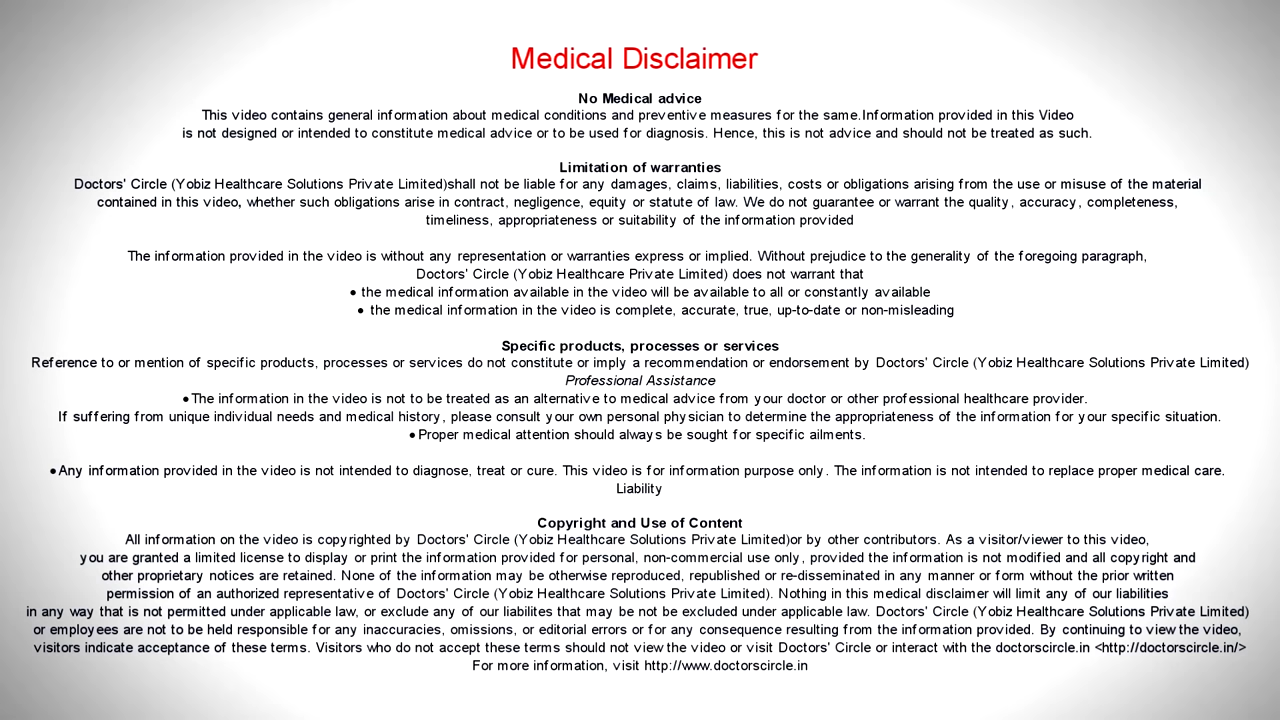 Medical Disclaimer
No Medical advice
This video contains general information about medical conditions and preventive measures for the same.Information provided in this Video
is not designed or intended to constitute medical advice or to be used for diagnosis. Hence, this is not advice and should not be treated as such.
Limitation of warranties
Doctors' Circle (Yobiz Healthcare Solutions Private Limited)shall not be liable for any damages, claims, liabilities, costs or obligations arising from the use or misuse of the material
contained in this video, whether such obligations arise in contract, negligence, equity or statute of law. We do not guarantee or warrant the quality, accuracy, completeness,
timeliness, appropriateness or suitability of the information provided
The information provided in the video is without any representation or warranties express or implied. Without prejudice to the generality of the foregoing paragraph,
Doctors' Circle (Yobiz Healthcare Private Limited) does not warrant that
• the medical information available in the video will be available to all or constantly available
• the medical information in the video is complete, accurate, true, up-to-date or non-misleading
Specific products, processes or services
Reference to or mention of specific products, processes or services do not constitute or imply a recommendation or endorsement by Doctors' Circle (Yobiz Healthcare Solutions Private Limited)
Professional Assistance
•The information in the video is not to be treated as an alternative to medical advice from your doctor or other professional healthcare provider.
If suffering from unique individual needs and medical history, please consult your own personal physician to determine the appropriateness of the information for your specific situation.
•Proper medical attention should always be sought for specific ailments.
•Any information provided in the video is not intended to diagnose, treat or cure. This video is for information purpose only. The information is not intended to replace proper medical care.
Liability
Copyright and Use of Content
All information on the video is copyrighted by Doctors' Circle (Yobiz Healthcare Solutions Private Limited)or by other contributors. As a visitor/viewer to this video,
you are granted a limited license to display or print the information provided for personal, non-commercial use only, provided the information is not modified and all copyright and
other proprietary notices are retained. None of the information may be otherwise reproduced, republished or re-disseminated in any manner or form without the prior written
permission of an authorized representative of Doctors' Circle (Yobiz Healthcare Solutions Private Limited). Nothing in this medical disclaimer will limit any of our liabilities
in any way that is not permitted under applicable law, or exclude any of our liabilites that may be not be excluded under applicable law. Doctors' Circle (Yobiz Healthcare Solutions Private Limited)
or employees are not to be held responsible for any inaccuracies, omissions, or editorial errors or for any consequence resulting from the information provided. By continuing to view the video,
visitors indicate acceptance of these terms. Visitors who do not accept these terms should not view the video or visit Doctors' Circle or interact with the doctorscircle.in <http://doctorscircle.in/>
For more information, visit http://www.doctorscircle.in